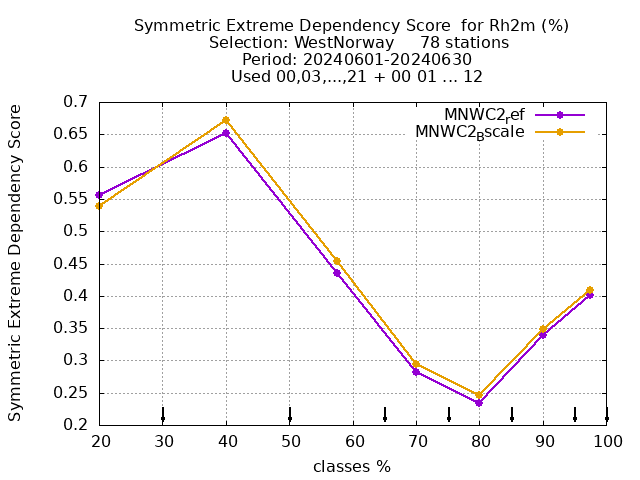 Symmetric Extreme Dependency Score for Rh2m (%)
Selection: WestNorway 78 stations
Period: 20240601-20240630
Used 00,03,...,21 + 00 01 ... 12
MNWC2ref
MNWC2Bscale
Symmetric Extreme Dependency Score
0.7
0.65
0.6
0.55
0.5
0.45
0.4
0.35
0.3
0.25
0.2
20 30 40 50 60 70 80 90 100
classes %